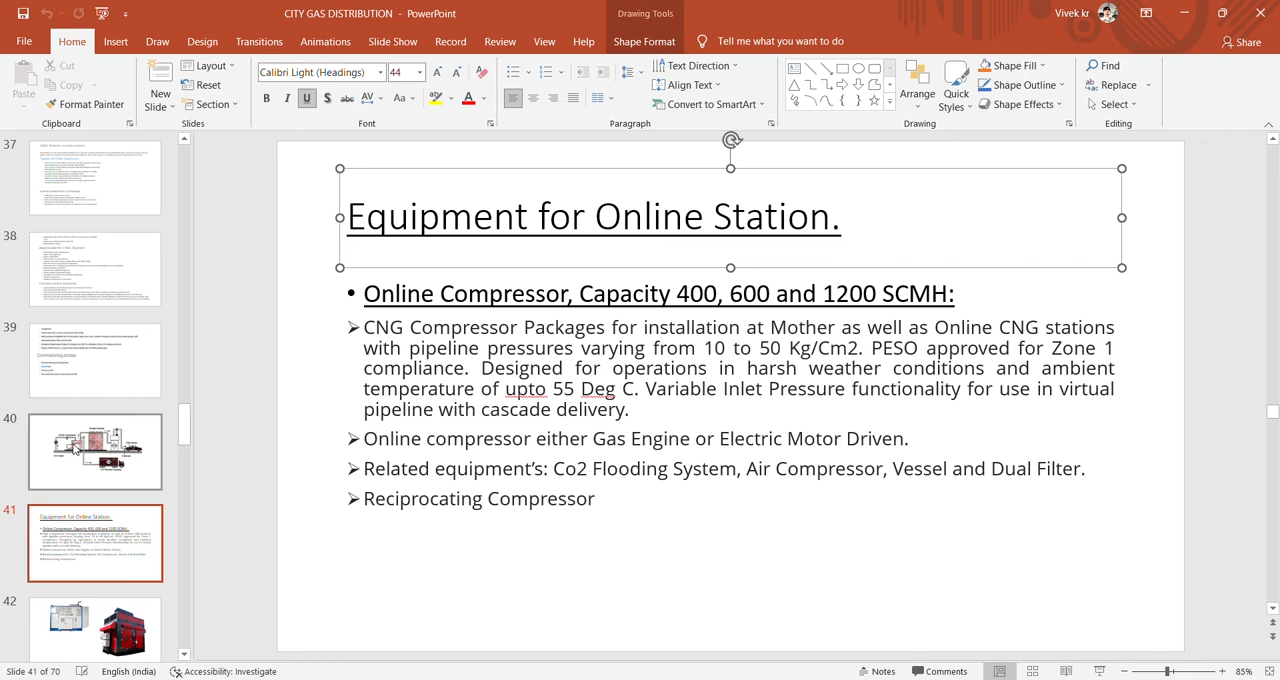 CITY GAS DISTRIBUTION - PowerPoint
Drawing Tools
Vivek kr
File Home Insert Draw Design Transitions Animations Slide Show Record Review View Help Shape Format Tell me what you want to do Share
Paste
Cut
Copy
Format Painter
Clipboard
New Slide
Layout
Reset
Section
Slides
Calibri Light (Headings) 44
Font
Text Direction
Align Text
Convert to SmartArt
Paragraph
Arrange
Quick Styles
Shape Fill
Shape Outline
Shape Effects
Drawing
Find
Replace
Select
Editing
37
38
39
40
41
Equipment for Online Station.
42
Equipment for Online Station.
• Online Compressor, Capacity 400, 600 and 1200 SCMH:
➢ CNG Compressor Packages for installation at Mother as well as Online CNG stations
with pipeline pressures varying from 10 to 50 Kg/Cm2. PESO approved for Zone 1
compliance. Designed for operations in harsh weather conditions and ambient
temperature of upto 55 Deg C. Variable Inlet Pressure functionality for use in virtual
pipeline with cascade delivery.
➢ Online compressor either Gas Engine or Electric Motor Driven.
➢ Related equipment's: Co2 Flooding System, Air Compressor, Vessel and Dual Filter.
➢ Reciprocating Compressor
Slide 41 of 70 English (India) Accessibility: Investigate Notes Comments 85%